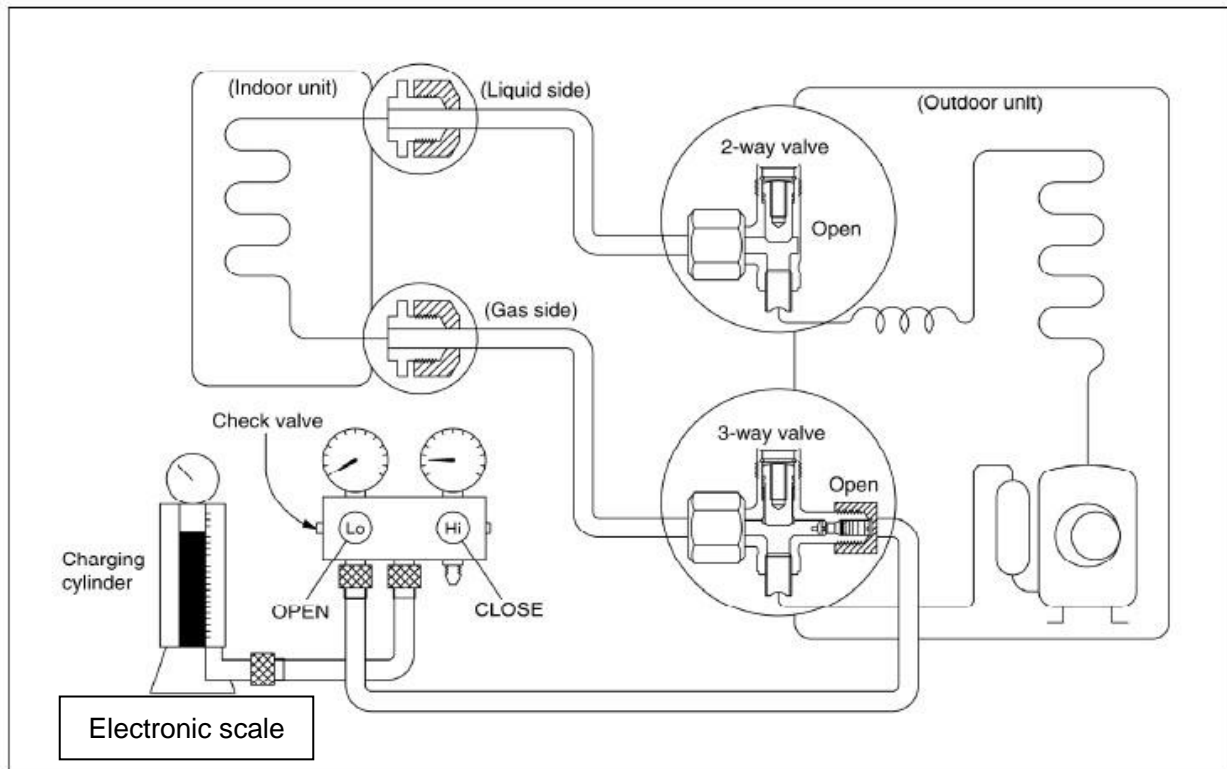 (Indoor unit)
(Liquid side)
(Outdoor unit)
2-way valve
Open
(Gas side)
Check valve
3-way valve
Open
Lo
Hi
Charging
cylinder
OPEN
CLOSE
Electronic scale